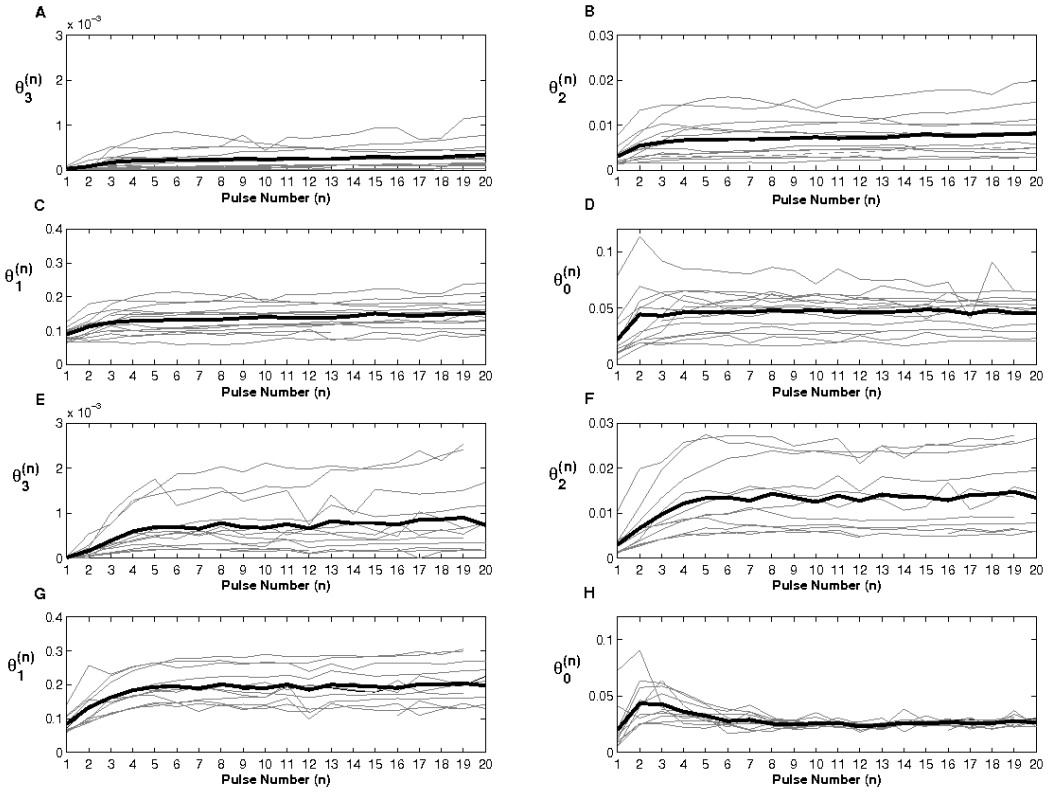 A
x 10⁻³
3
2
1
0
θ₃⁽ⁿ⁾
1 2 3 4 5 6 7 8 9 10 11 12 13 14 15 16 17 18 19 20
Pulse Number (n)
B
0.03
0.02
0.01
0
θ₂⁽ⁿ⁾
1 2 3 4 5 6 7 8 9 10 11 12 13 14 15 16 17 18 19 20
Pulse Number (n)
C
0.4
0.3
0.2
0.1
0
θ₁⁽ⁿ⁾
1 2 3 4 5 6 7 8 9 10 11 12 13 14 15 16 17 18 19 20
Pulse Number (n)
D
0.1
0.05
0
θ₀⁽ⁿ⁾
1 2 3 4 5 6 7 8 9 10 11 12 13 14 15 16 17 18 19 20
Pulse Number (n)
E
x 10⁻³
3
2
1
0
θ₃⁽ⁿ⁾
1 2 3 4 5 6 7 8 9 10 11 12 13 14 15 16 17 18 19 20
Pulse Number (n)
F
0.03
0.02
0.01
0
θ₂⁽ⁿ⁾
1 2 3 4 5 6 7 8 9 10 11 12 13 14 15 16 17 18 19 20
Pulse Number (n)
G
0.4
0.3
0.2
0.1
0
θ₁⁽ⁿ⁾
1 2 3 4 5 6 7 8 9 10 11 12 13 14 15 16 17 18 19 20
Pulse Number (n)
H
0.1
0.05
0
θ₀⁽ⁿ⁾
1 2 3 4 5 6 7 8 9 10 11 12 13 14 15 16 17 18 19 20
Pulse Number (n)